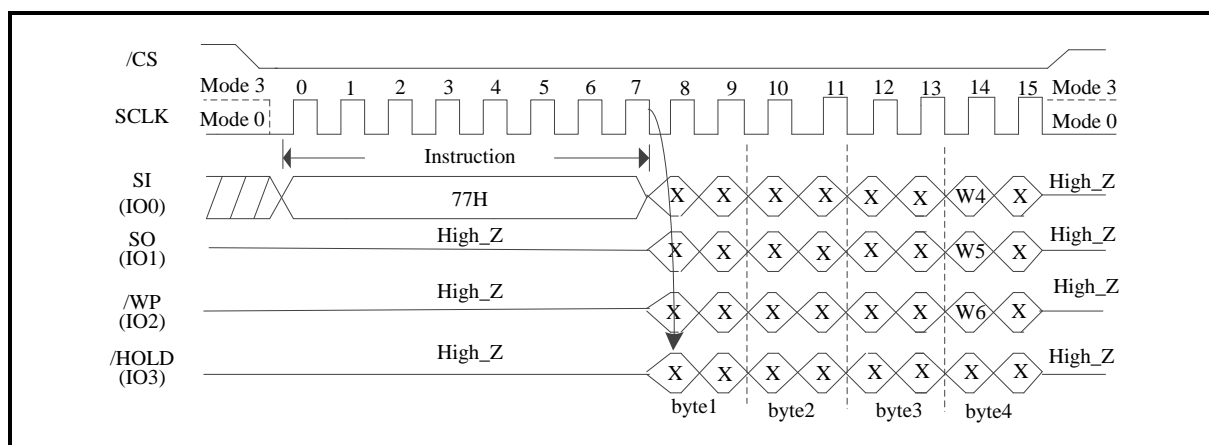 /CS
Mode 3 0 1 2 3 4 5 6 7 8 9 10 11 12 13 14 15 Mode 3
SCLK
Mode 0 Mode 0
Instruction
SI
(IO0)
77H X X X X X X W4 X High_Z
SO
(IO1)
High_Z X X X X X X W5 X High_Z
/WP
(IO2)
High_Z X X X X X X W6 X High_Z
/HOLD
(IO3)
High_Z X X X X X X X X High_Z
byte1 byte2 byte3 byte4